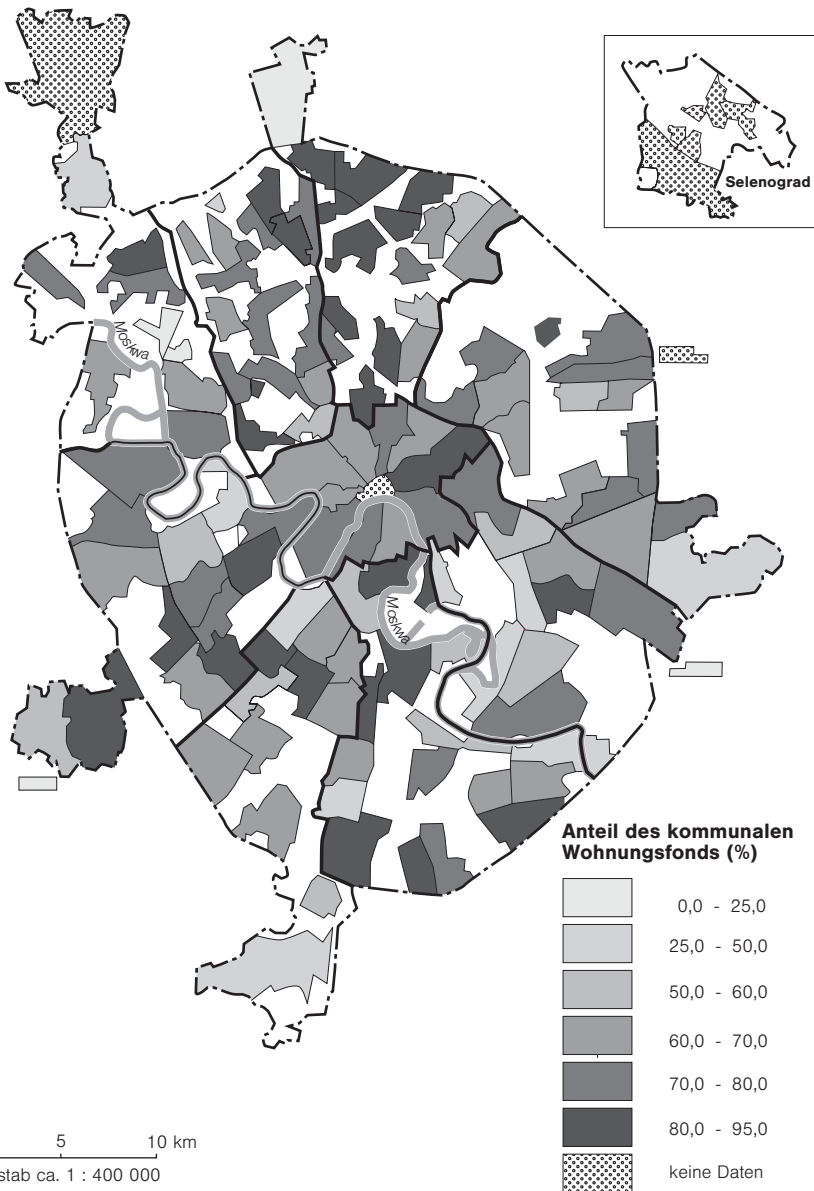 Selenograd
Moskwa
Moskwa
Anteil des kommunalen
Wohnungsfonds (%)
0,0 - 25,0
25,0 - 50,0
50,0 - 60,0
60,0 - 70,0
70,0 - 80,0
80,0 - 95,0
keine Daten
5 10 km
stab ca. 1 : 400 000